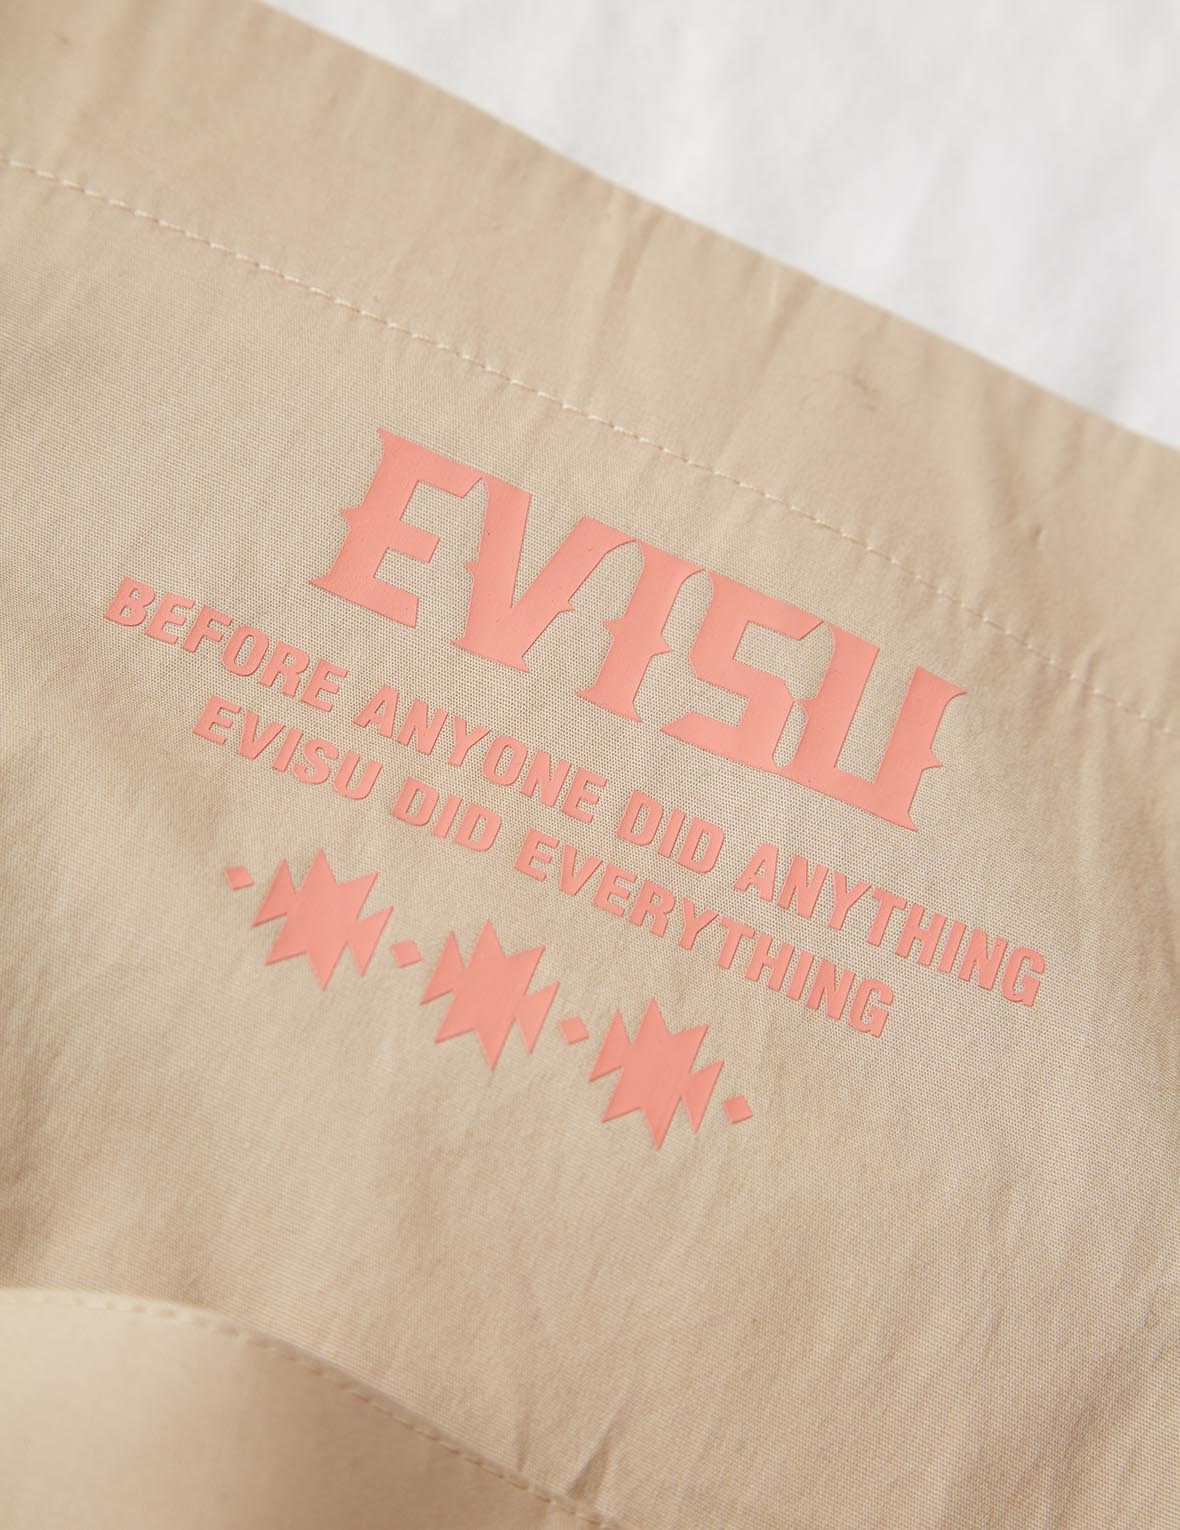 EVISU
BEFORE ANYONE DID ANYTHING
EVISU DID EVERYTHING